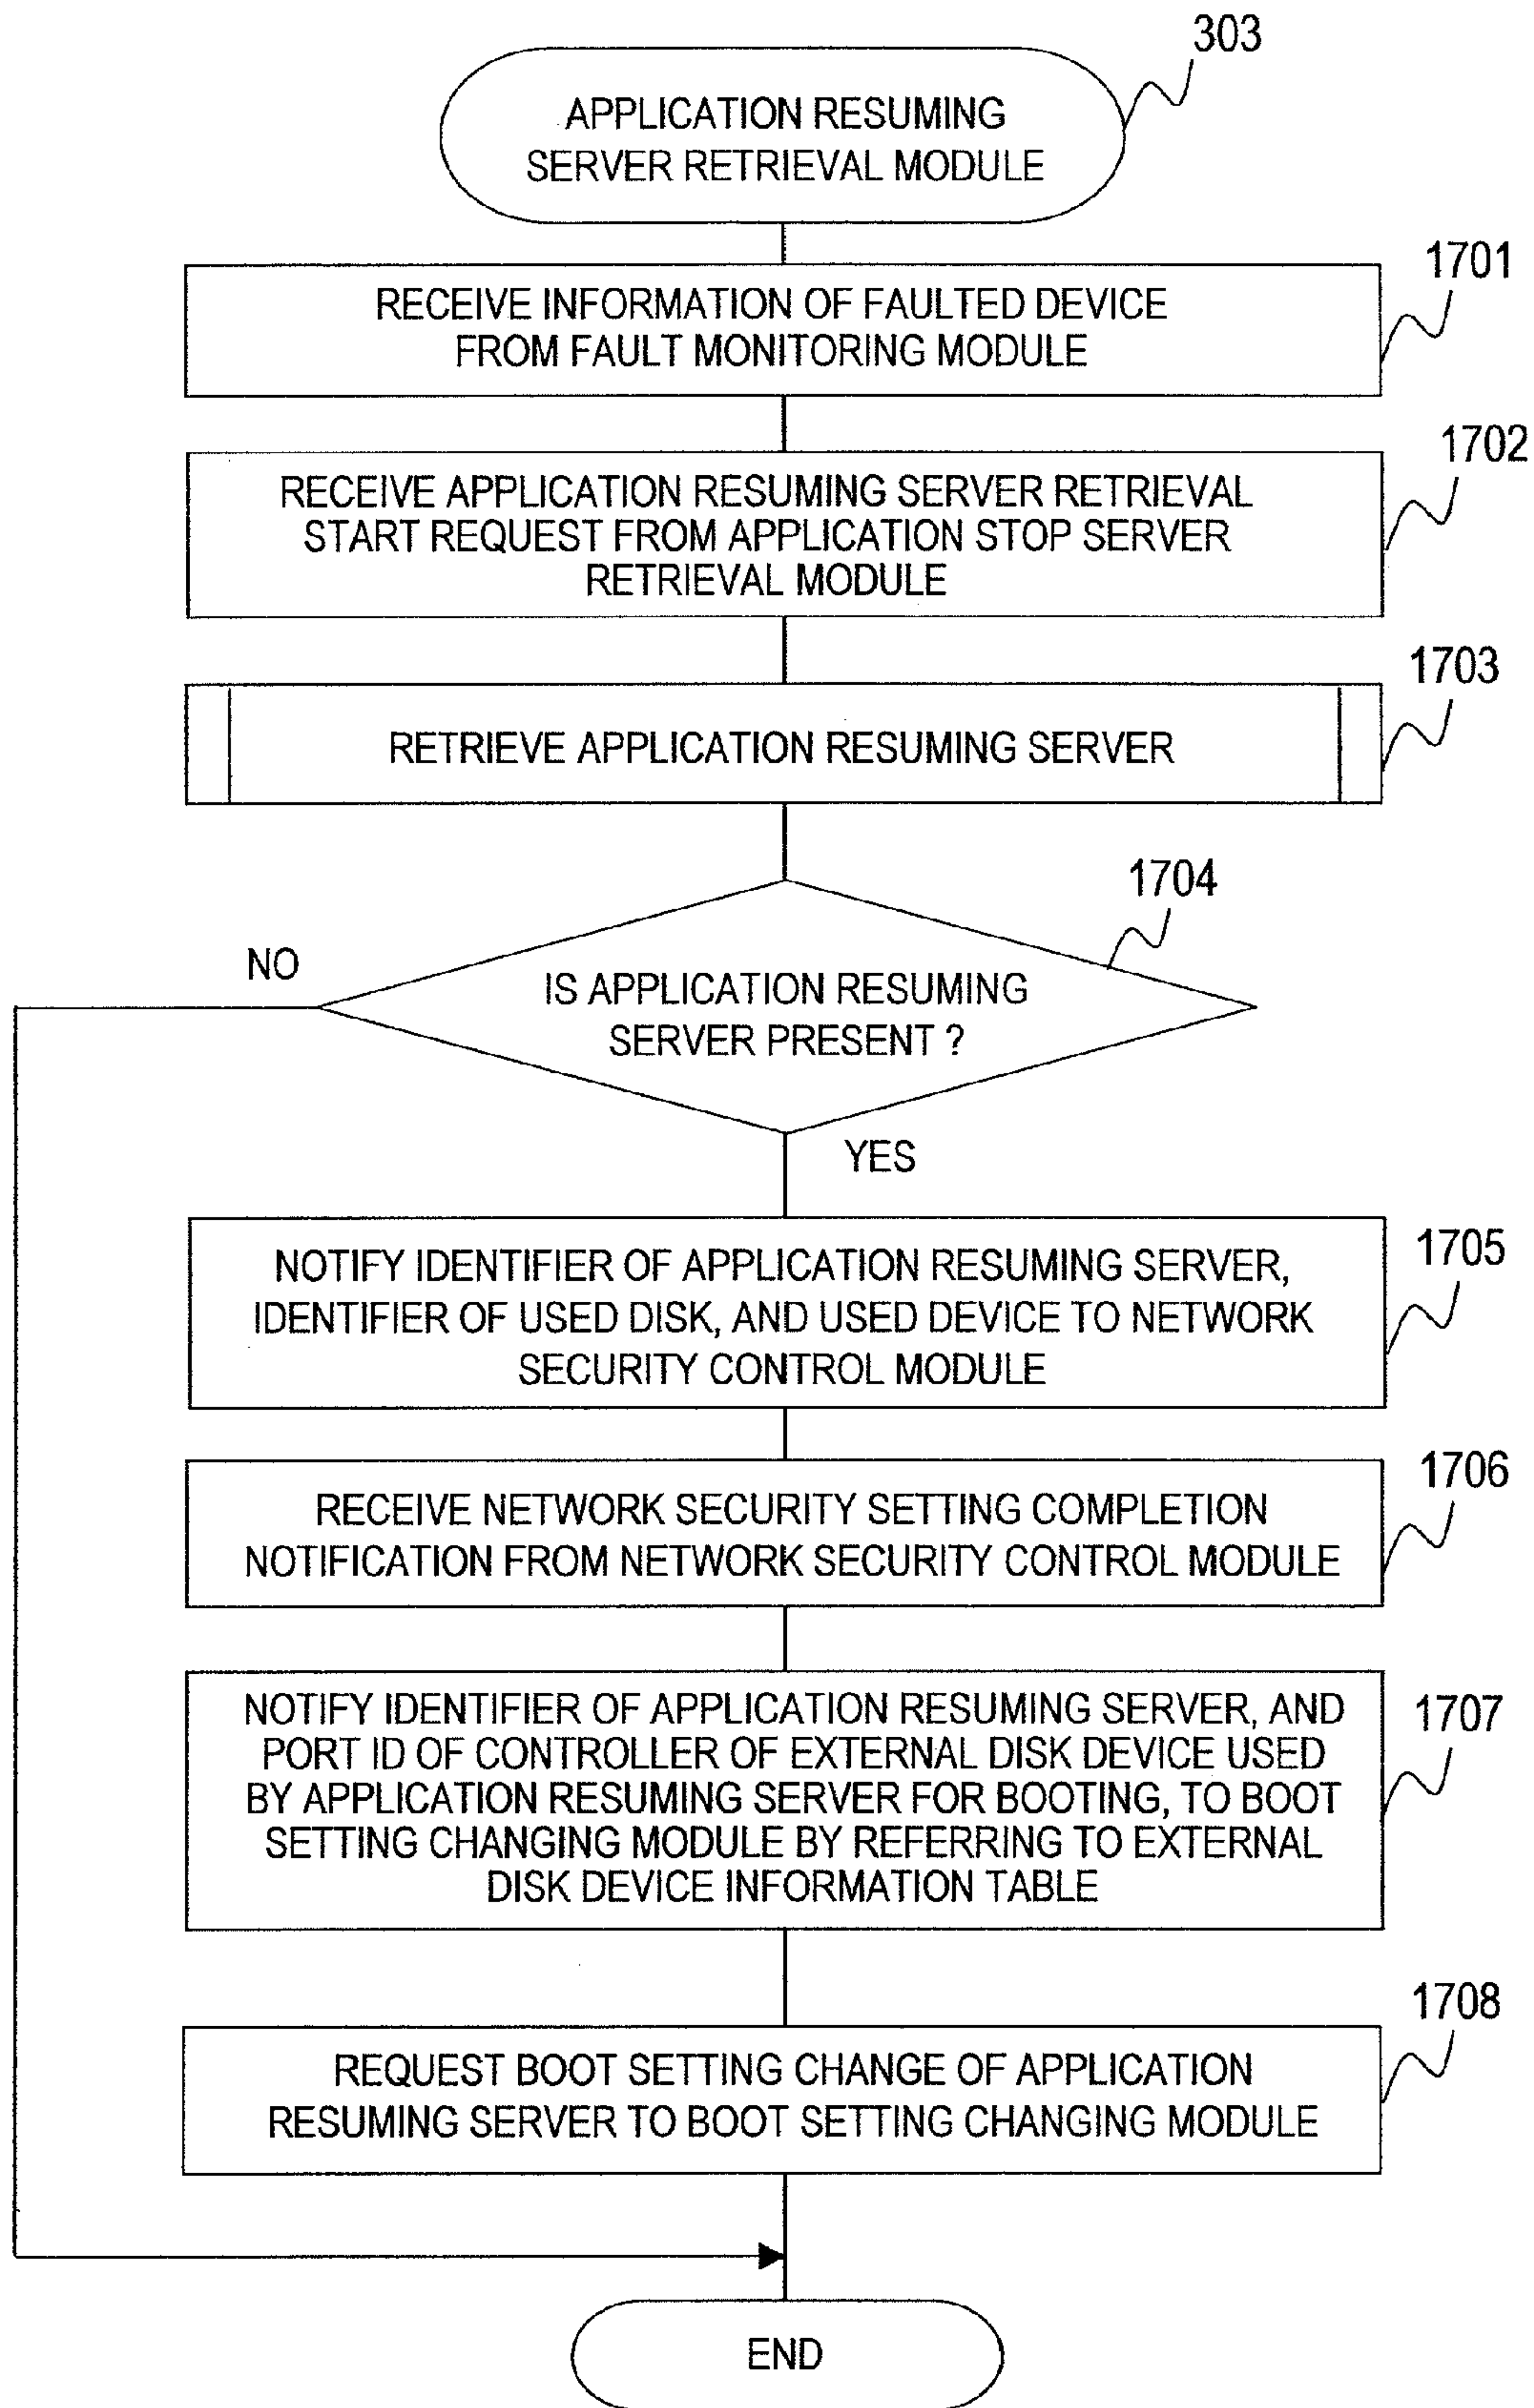 303
APPLICATION RESUMING
SERVER RETRIEVAL MODULE
1701
RECEIVE INFORMATION OF FAULTED DEVICE
FROM FAULT MONITORING MODULE
1702
RECEIVE APPLICATION RESUMING SERVER RETRIEVAL
START REQUEST FROM APPLICATION STOP SERVER
RETRIEVAL MODULE
1703
RETRIEVE APPLICATION RESUMING SERVER
1704
NO
IS APPLICATION RESUMING
SERVER PRESENT ?
YES
1705
NOTIFY IDENTIFIER OF APPLICATION RESUMING SERVER,
IDENTIFIER OF USED DISK, AND USED DEVICE TO NETWORK
SECURITY CONTROL MODULE
1706
RECEIVE NETWORK SECURITY SETTING COMPLETION
NOTIFICATION FROM NETWORK SECURITY CONTROL MODULE
1707
NOTIFY IDENTIFIER OF APPLICATION RESUMING SERVER, AND
PORT ID OF CONTROLLER OF EXTERNAL DISK DEVICE USED
BY APPLICATION RESUMING SERVER FOR BOOTING, TO BOOT
SETTING CHANGING MODULE BY REFERRING TO EXTERNAL
DISK DEVICE INFORMATION TABLE
1708
REQUEST BOOT SETTING CHANGE OF APPLICATION
RESUMING SERVER TO BOOT SETTING CHANGING MODULE
END